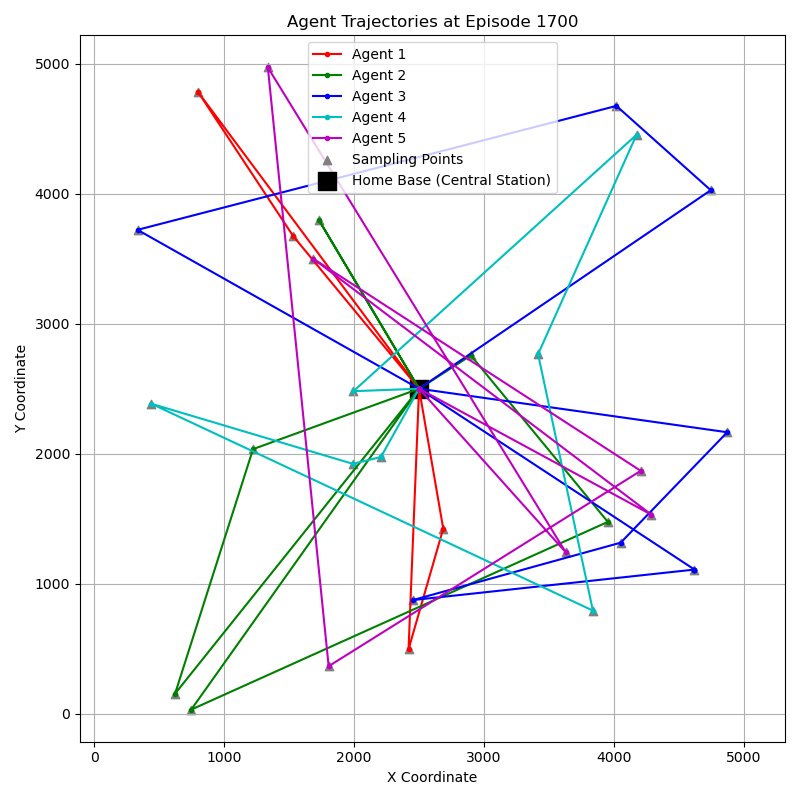 Agent Trajectories at Episode 1700
Agent 1
Agent 2
Agent 3
Agent 4
Agent 5
Sampling Points
Home Base (Central Station)
Y Coordinate
5000
4000
3000
2000
1000
0
0 1000 2000 3000 4000 5000
X Coordinate